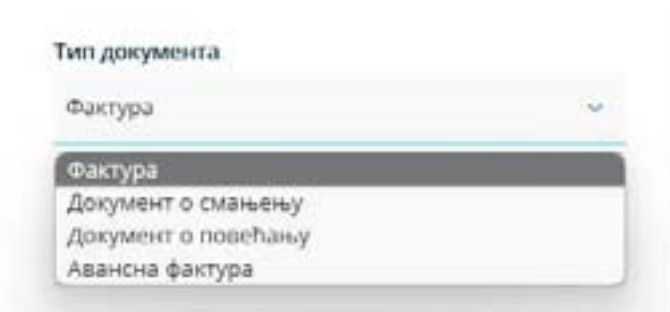 Тип документа
Фактура
Фактура
Документ о смањењу
Документ о повећању
Авансна фактура